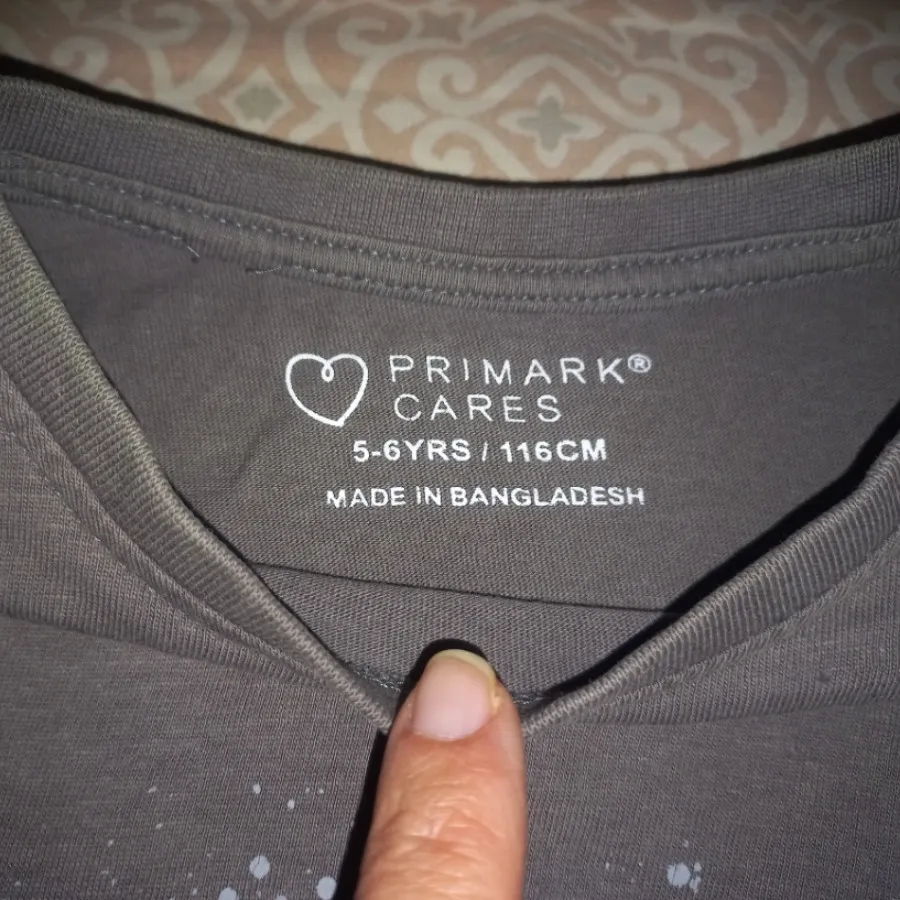 PRIMARK®
CARES
5-6YRS / 116CM
MADE IN BANGLADESH